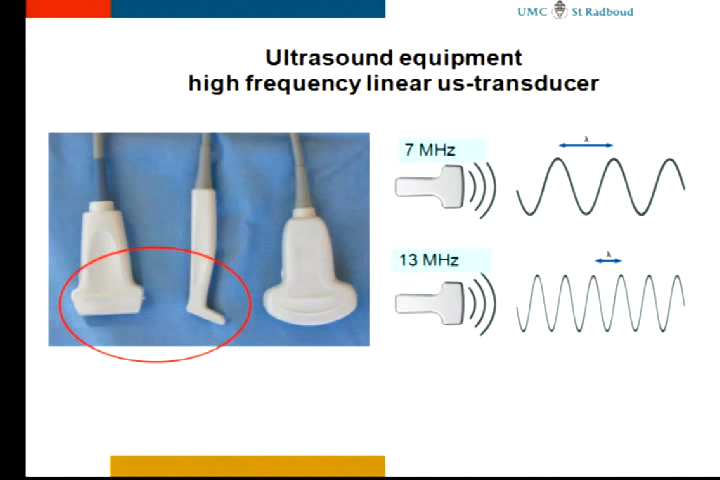 UMC St Radboud
Ultrasound equipment
high frequency linear us-transducer
7 MHz
λ
13 MHz
λ